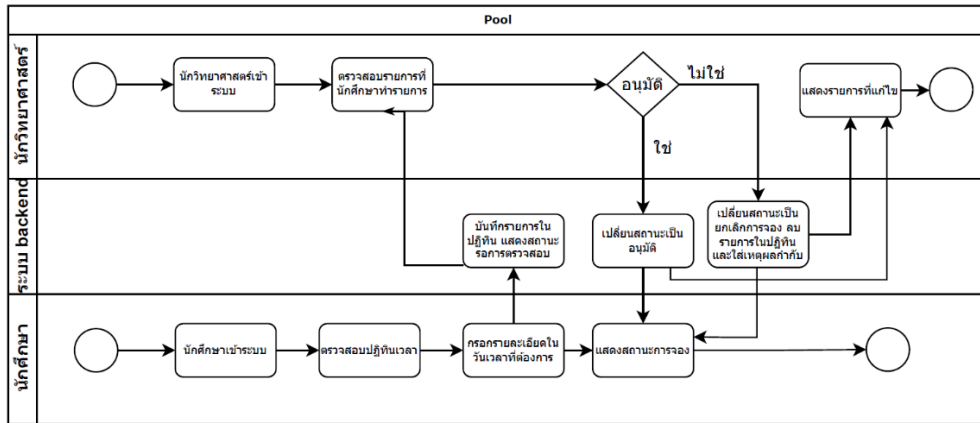 Pool
นักวิทยาศาสตร์
นักวิทยาศาสตร์เข้า
ระบบ
ตรวจสอบรายการที่
นักศึกษาทำรายการ
อนุมัติ
ไม่ใช่
ใช่
แสดงรายการที่แก้ไข
ระบบ backend
บันทึกรายการใน
ปฏิทิน แสดงสถานะ
รอการตรวจสอบ
เปลี่ยนสถานะเป็น
อนุมัติ
เปลี่ยนสถานะเป็น
ยกเลิกการจอง ลบ
รายการในปฏิทิน
และใส่เหตุผลกำกับ
นักศึกษา
นักศึกษาเข้าระบบ
ตรวจสอบปฏิทินเวลา
กรอกรายละเอียดใน
วันเวลาที่ต้องการ
แสดงสถานะการจอง